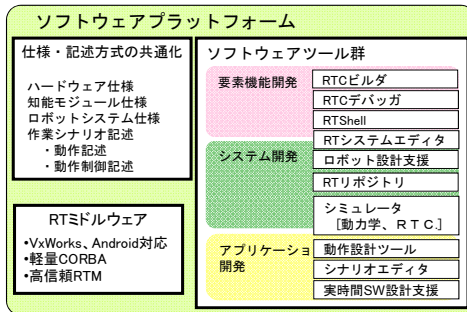 ソフトウェアプラットフォーム
仕様・記述方式の共通化
ハードウェア仕様
知能モジュール仕様
ロボットシステム仕様
作業シナリオ記述
・動作記述
・動作制御記述
RTミドルウェア
•VxWorks、Android対応
•軽量CORBA
•高信頼RTM
ソフトウェアツール群
要素機能開発
RTCビルダ
RTCデバッガ
RTShell
RTシステムエディタ
システム開発
ロボット設計支援
RTリポジトリ
シミュレータ
［動力学、ＲＴＣ.］
アプリケーショ
開発
動作設計ツール
シナリオエディタ
実時間SW設計支援